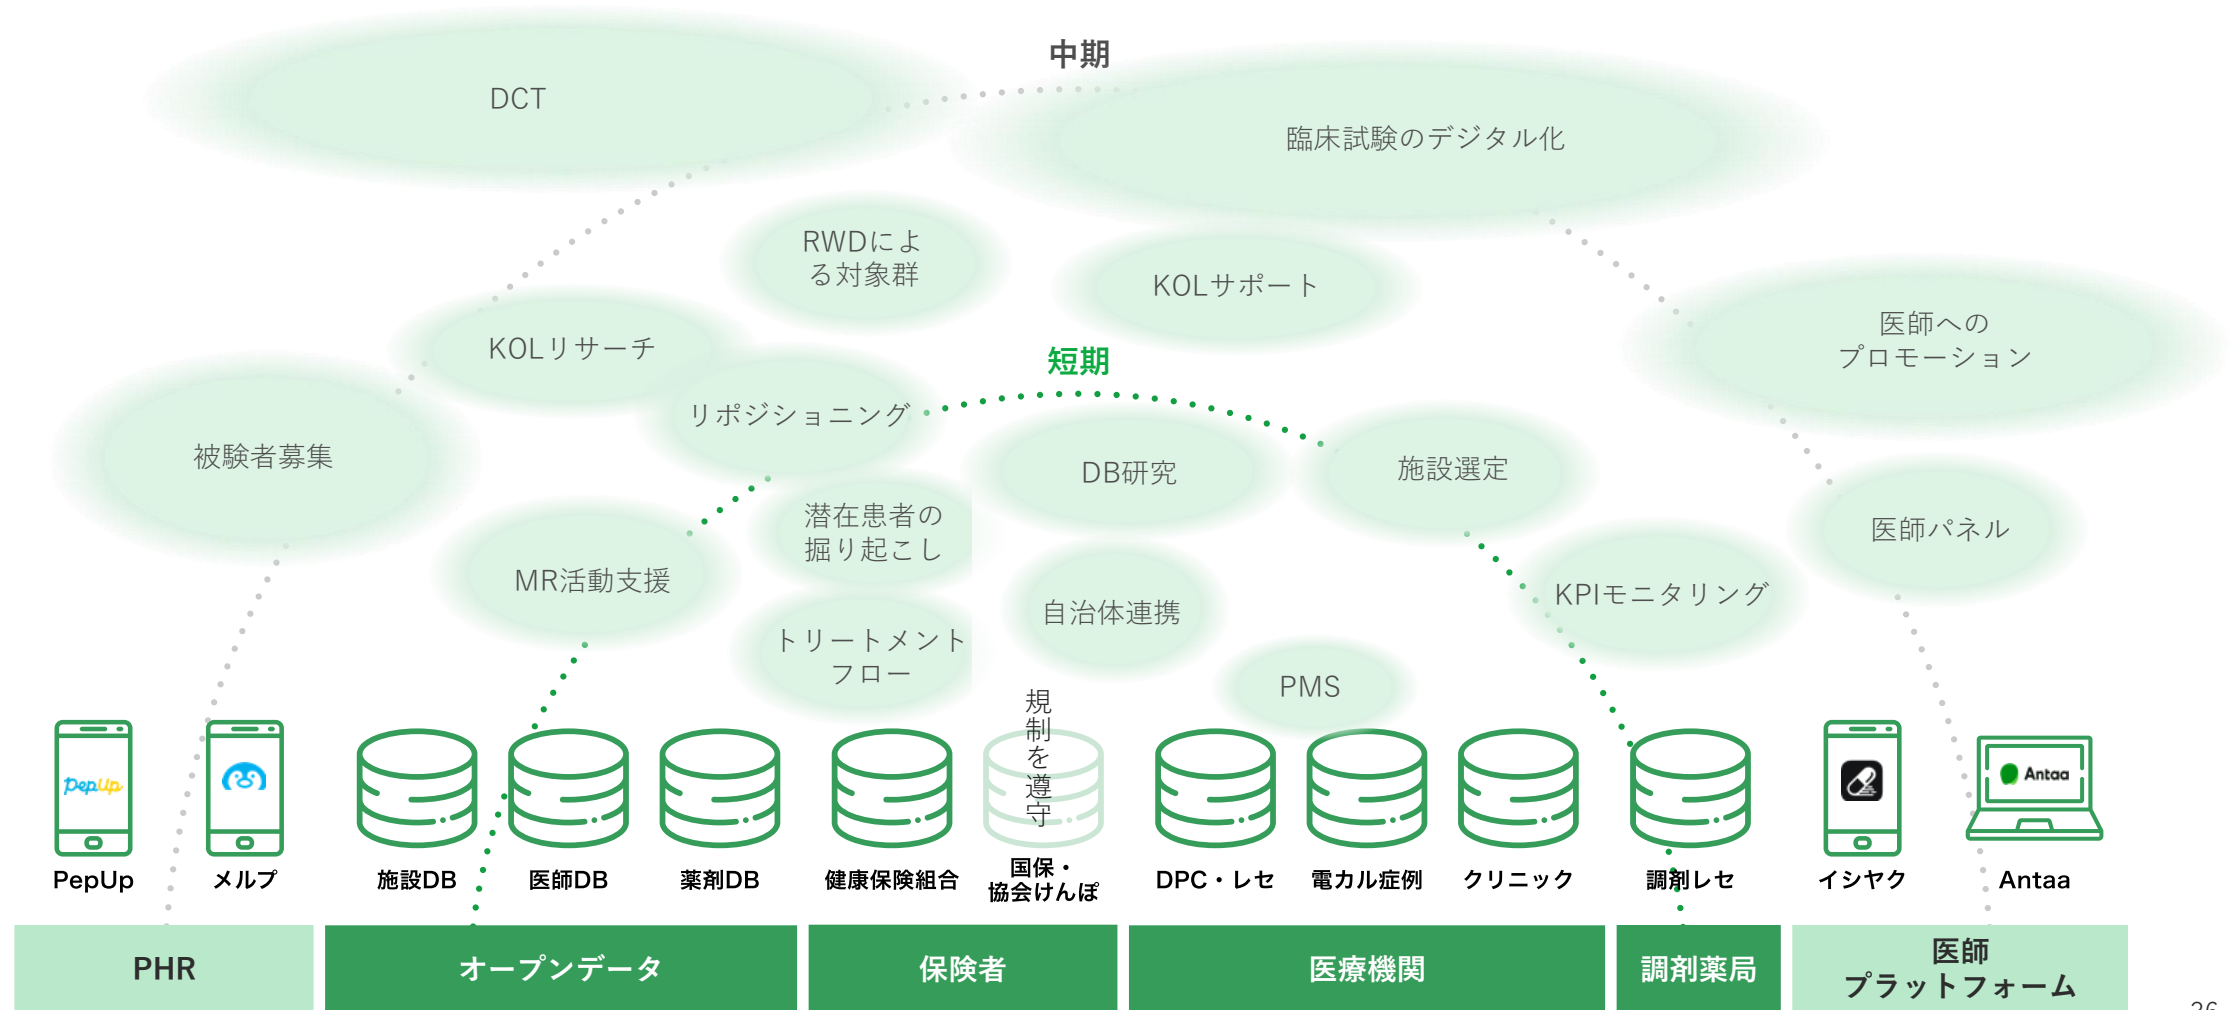 中期
DCT
臨床試験のデジタル化
RWDによ
る対象群
KOLサポート
KOLリサーチ
医師への
プロモーション
短期
リポジショニング
被験者募集
DB研究
施設選定
潜在患者の
掘り起こし
医師パネル
MR活動支援
KPIモニタリング
自治体連携
トリートメント
フロー
PMS
規制を遵守
PepUp
Antaa
PepUp
メルプ
施設DB
医師DB
薬剤DB
健康保険組合
国保・
協会けんぽ
DPC・レセ
電カル症例
クリニック
調剤レセ
イシヤク
Antaa
PHR
オープンデータ
保険者
医療機関
調剤薬局
医師
プラットフォーム